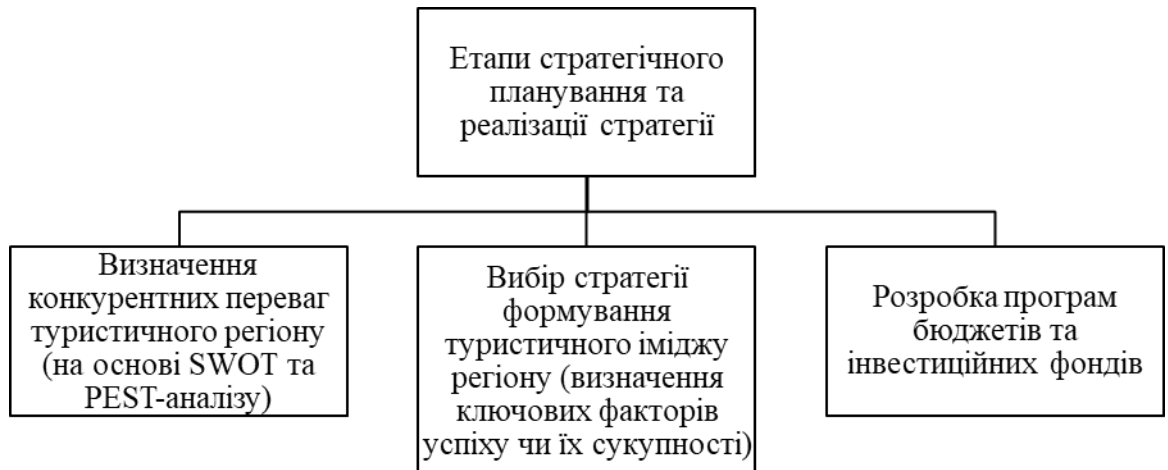 Етапи стратегічного
планування та
реалізації стратегії
Визначення
конкурентних переваг
туристичного регіону
(на основі SWOT та
PEST-аналізу)
Вибір стратегії
формування
туристичного іміджу
регіону (визначення
ключових факторів
успіху чи їх сукупності)
Розробка програм
бюджетів та
інвестиційних фондів